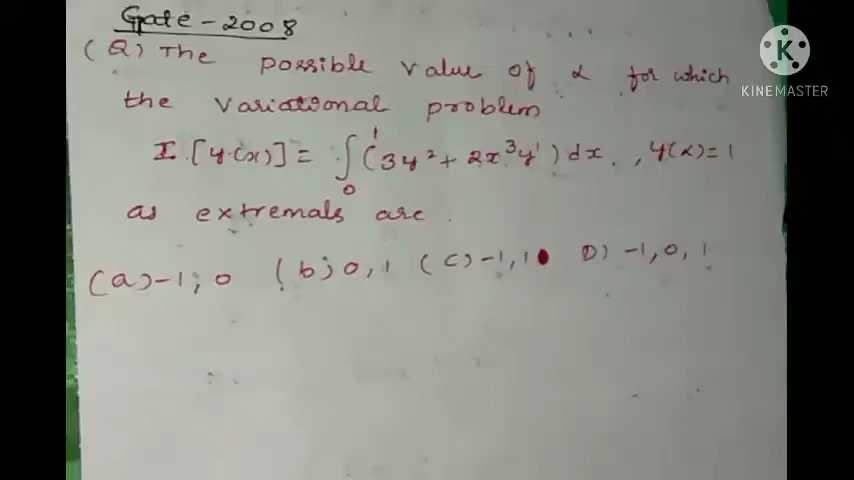 Gate - 2008
(Q) The possible value of α for which
the variational problem
I [y(x)] = ∫₀¹ (3y² + 2x³y') dx , y(α) = 1
as extremals are
(a) -1, 0 (b) 0, 1 (c) -1, 1 D) -1, 0, 1
K
KINEMASTER